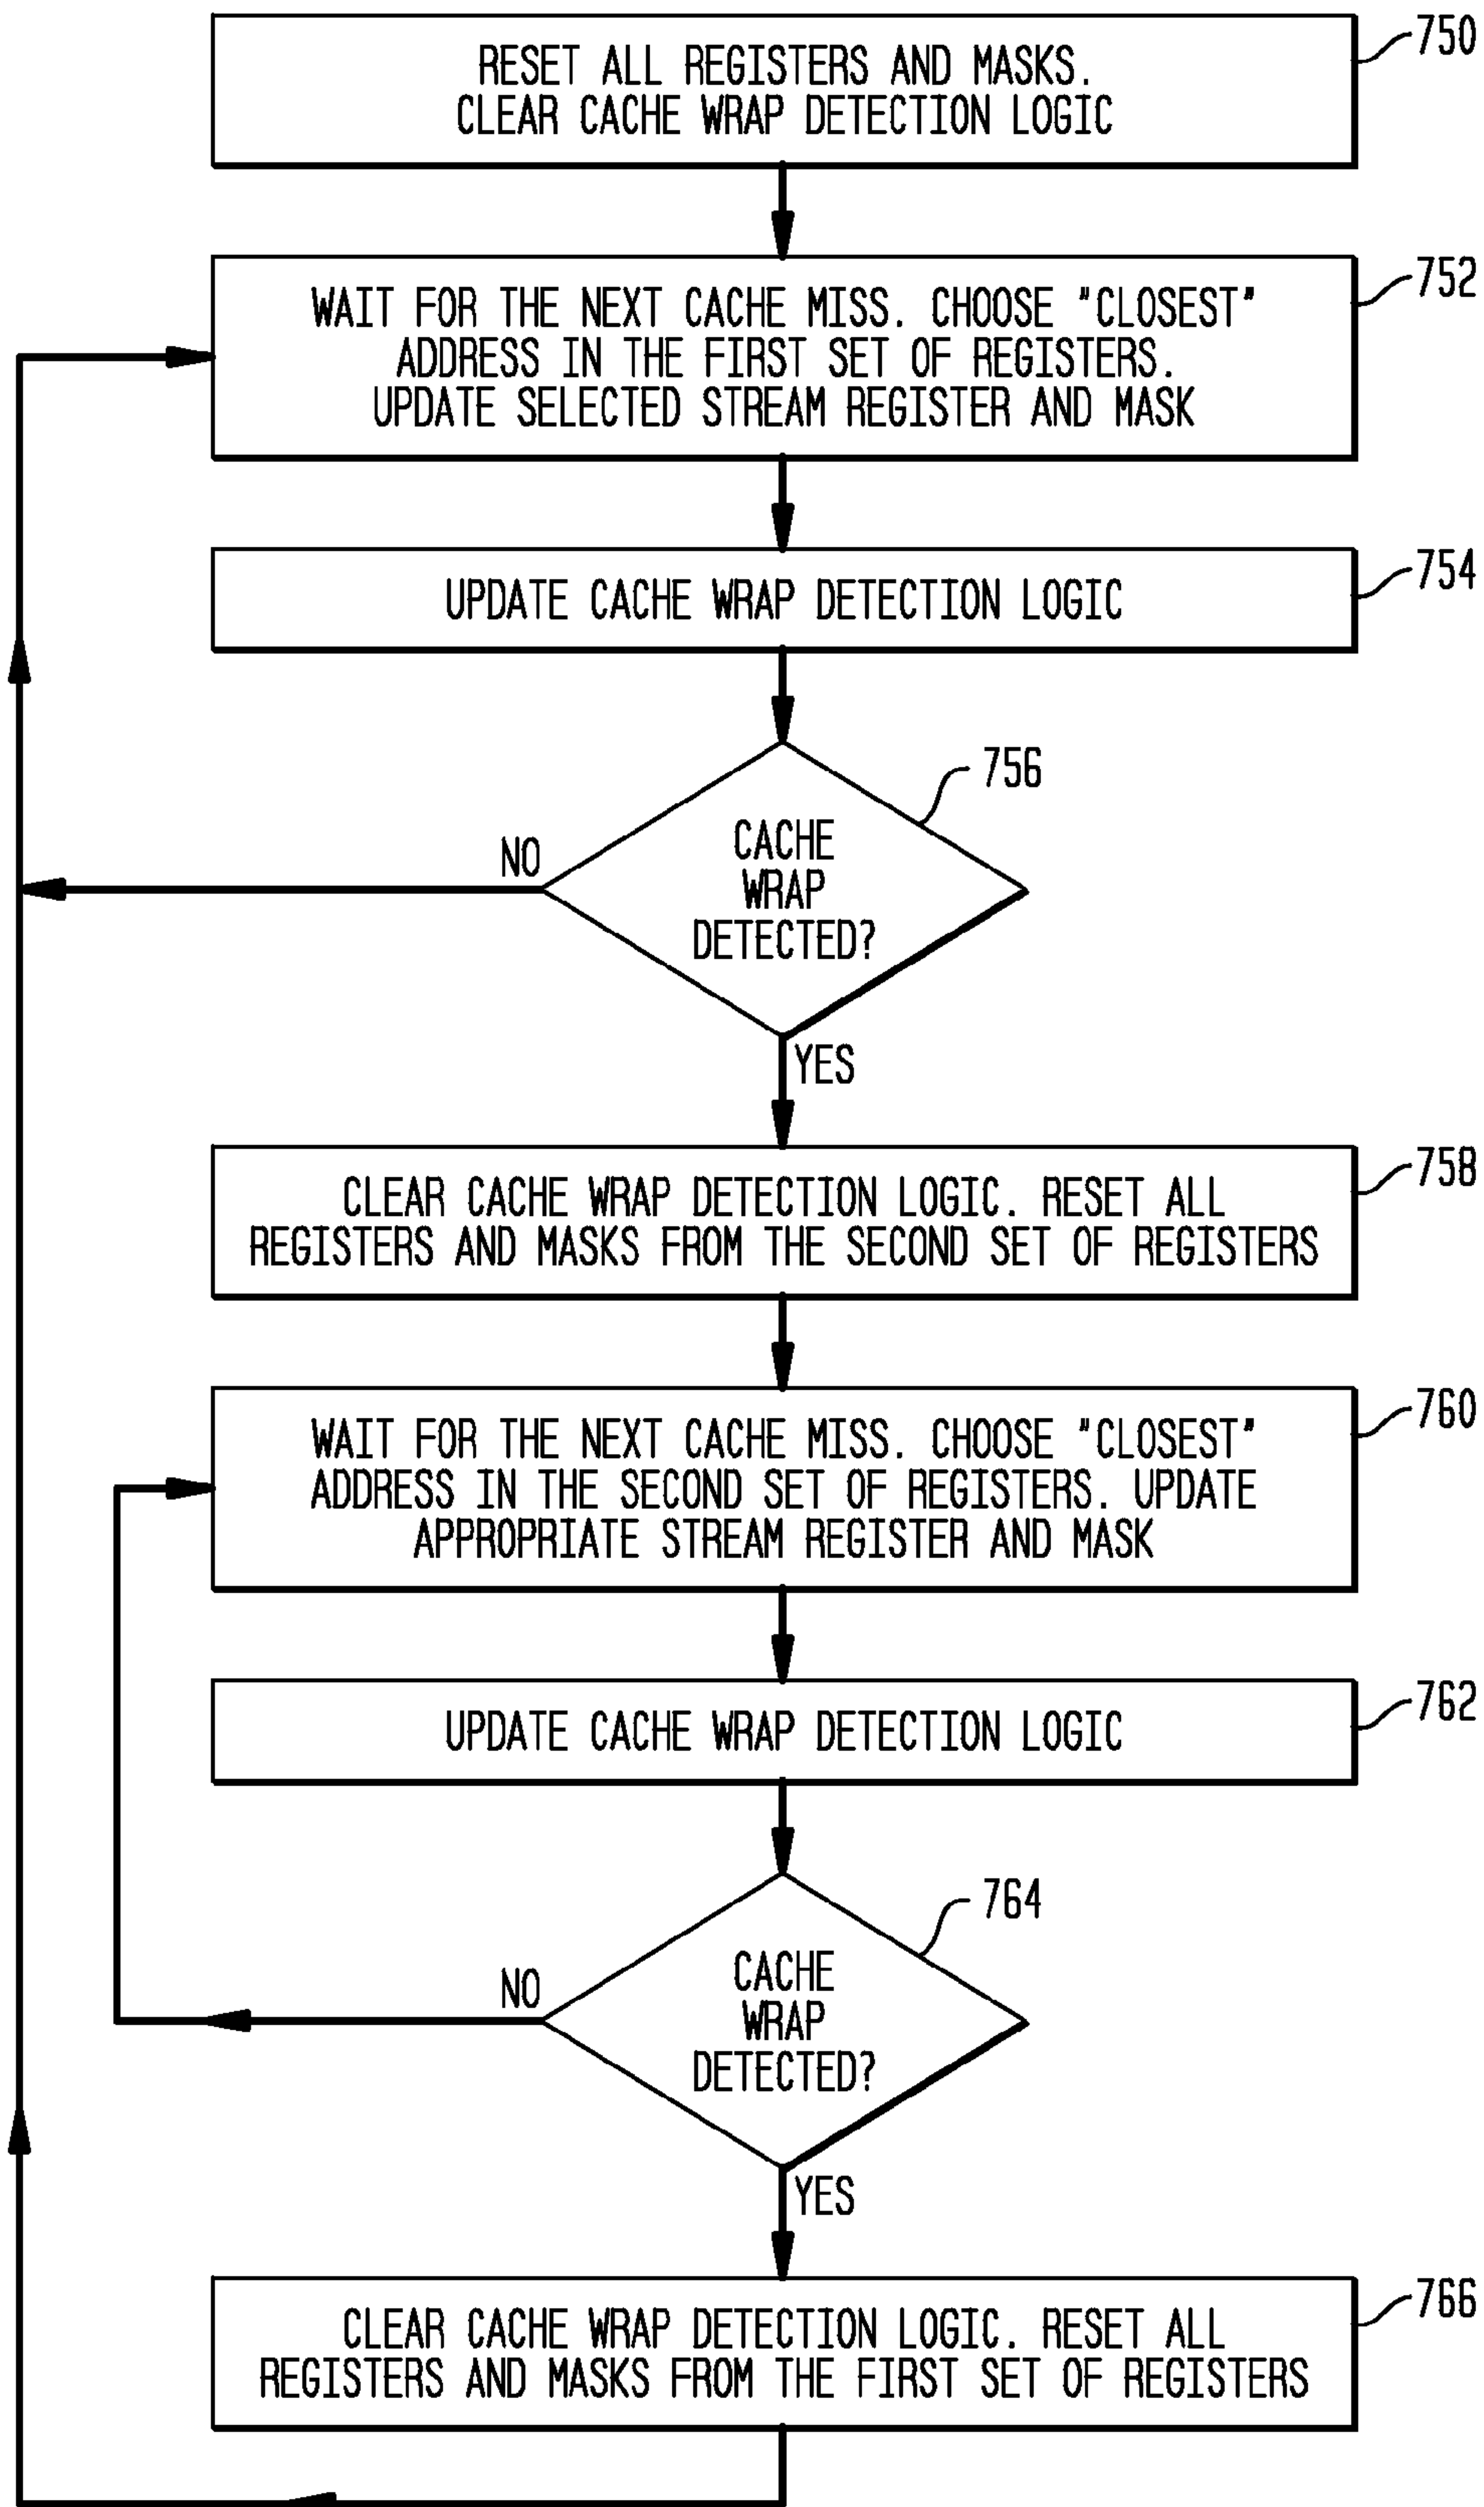 750
RESET ALL REGISTERS AND MASKS.
CLEAR CACHE WRAP DETECTION LOGIC
752
WAIT FOR THE NEXT CACHE MISS. CHOOSE "CLOSEST"
ADDRESS IN THE FIRST SET OF REGISTERS.
UPDATE SELECTED STREAM REGISTER AND MASK
754
UPDATE CACHE WRAP DETECTION LOGIC
756
CACHE
WRAP
DETECTED?
NO
YES
758
CLEAR CACHE WRAP DETECTION LOGIC. RESET ALL
REGISTERS AND MASKS FROM THE SECOND SET OF REGISTERS
760
WAIT FOR THE NEXT CACHE MISS. CHOOSE "CLOSEST"
ADDRESS IN THE SECOND SET OF REGISTERS. UPDATE
APPROPRIATE STREAM REGISTER AND MASK
762
UPDATE CACHE WRAP DETECTION LOGIC
764
CACHE
WRAP
DETECTED?
NO
YES
766
CLEAR CACHE WRAP DETECTION LOGIC. RESET ALL
REGISTERS AND MASKS FROM THE FIRST SET OF REGISTERS